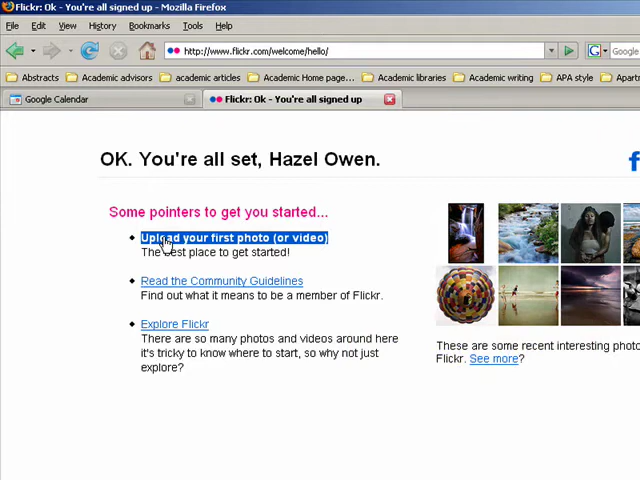 Flickr: Ok - You're all signed up - Mozilla Firefox
File Edit View History Bookmarks Tools Help
http://www.flickr.com/welcome/hello/
Abstracts Academic advisors academic articles Academic Home page... Academic libraries Academic writing APA style
Google Calendar Flickr: Ok - You're all signed up
OK. You're all set, Hazel Owen.
Some pointers to get you started...
Upload your first photo (or video)
The best place to get started!
Read the Community Guidelines
Find out what it means to be a member of Flickr.
Explore Flickr
There are so many photos and videos around here
it's tricky to know where to start, so why not just
explore?
These are some recent interesting
Flickr. See more?